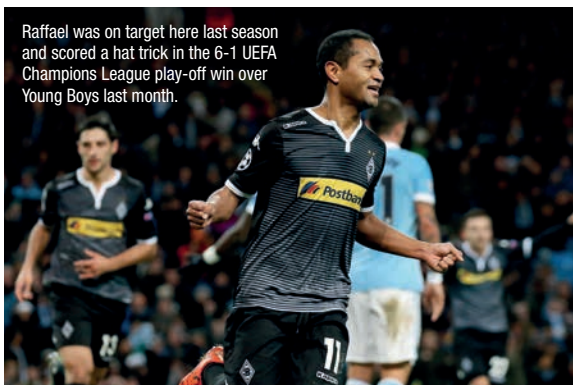 Raffael was on target here last season
and scored a hat trick in the 6-1 UEFA
Champions League play-off win over
Young Boys last month.
Postbank
11
13